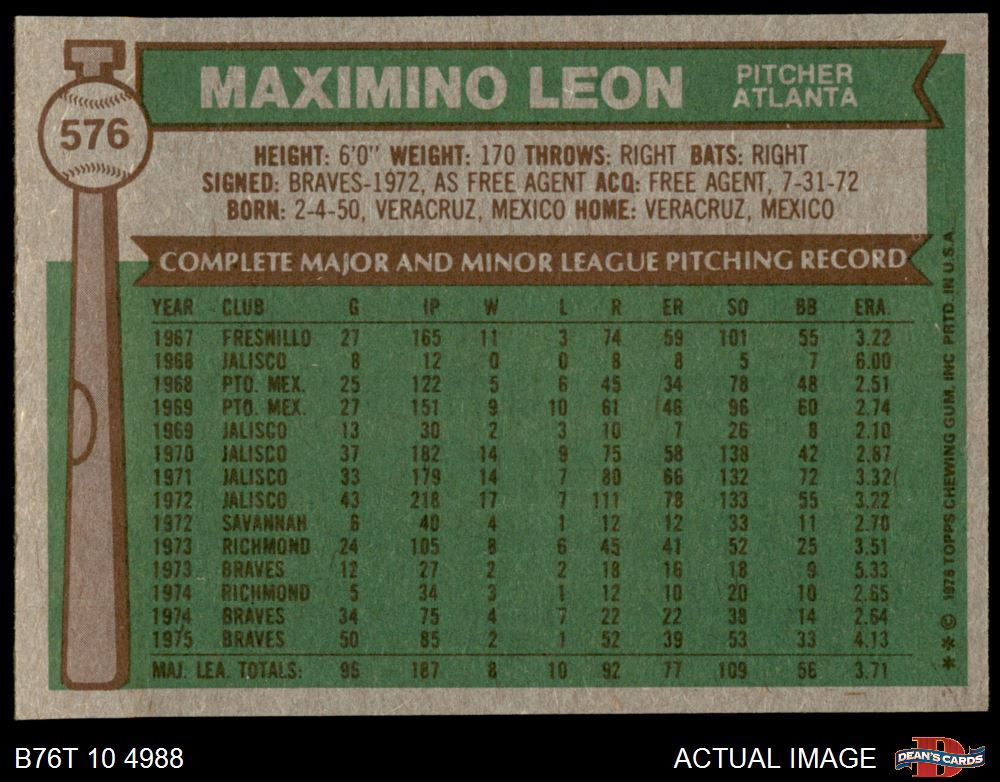 MAXIMINO LEON
PITCHER
ATLANTA
576
HEIGHT: 6'0" WEIGHT: 170 THROWS: RIGHT BATS: RIGHT
SIGNED: BRAVES-1972, AS FREE AGENT ACQ: FREE AGENT, 7-31-72
BORN: 2-4-50, VERACRUZ, MEXICO HOME: VERACRUZ, MEXICO
COMPLETE MAJOR AND MINOR LEAGUE PITCHING RECORD
YEAR CLUB G IP W L R ER SO BB ERA.
1967 FRESNILLO 27 165 11 3 74 59 101 55 3.22
1968 JALISCO 8 12 0 0 8 8 5 7 6.00
1968 PTO. MEX. 25 122 5 6 45 34 78 48 2.51
1969 PTO. MEX. 27 151 9 10 61 46 96 60 2.74
1969 JALISCO 13 30 2 3 10 7 26 8 2.10
1970 JALISCO 37 182 14 9 75 58 138 42 2.87
1971 JALISCO 33 179 14 7 80 66 132 72 3.32
1972 JALISCO 43 218 17 7 111 78 133 55 3.22
1972 SAVANNAH 6 40 4 1 12 12 33 11 2.70
1973 RICHMOND 24 105 8 6 45 41 52 25 3.51
1973 BRAVES 12 27 2 2 18 16 18 9 5.33
1974 RICHMOND 5 34 3 1 12 10 20 10 2.65
1974 BRAVES 34 75 4 7 22 22 38 14 2.64
1975 BRAVES 50 85 2 1 52 39 53 33 4.13
MAJ. LEA. TOTALS: 96 187 8 10 92 77 109 56 3.71
** © 1976 TOPPS CHEWING GUM, INC PRTD. IN U.S.A.
B76T 10 4988
ACTUAL IMAGE
D
DEAN'S CARDS